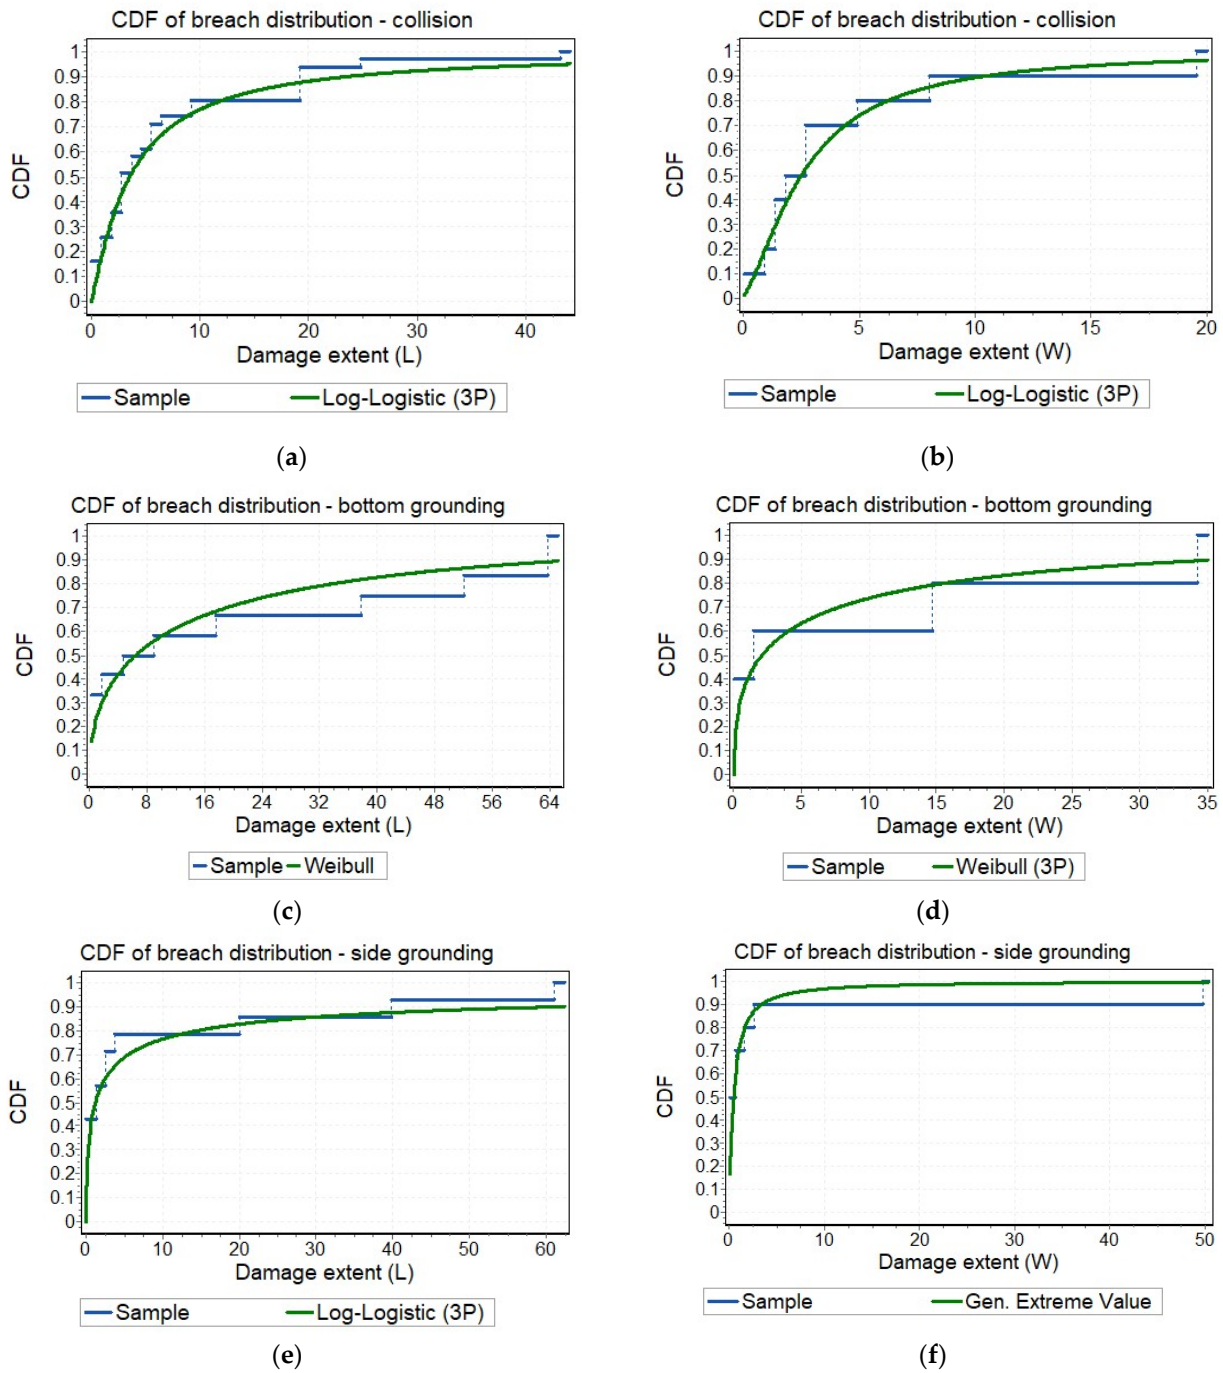 CDF of breach distribution - collision
1
0.9
0.8
0.7
0.6
0.5
0.4
0.3
0.2
0.1
0
CDF
0 10 20 30 40
Damage extent (L)
Sample Log-Logistic (3P)
(a)
CDF of breach distribution - collision
1
0.9
0.8
0.7
0.6
0.5
0.4
0.3
0.2
0.1
0
CDF
0 5 10 15 20
Damage extent (W)
Sample Log-Logistic (3P)
(b)
CDF of breach distribution - bottom grounding
1
0.9
0.8
0.7
0.6
0.5
0.4
0.3
0.2
0.1
0
CDF
0 8 16 24 32 40 48 56 64
Damage extent (L)
Sample Weibull
(c)
CDF of breach distribution - bottom grounding
1
0.9
0.8
0.7
0.6
0.5
0.4
0.3
0.2
0.1
0
CDF
0 5 10 15 20 25 30 35
Damage extent (W)
Sample Weibull (3P)
(d)
CDF of breach distribution - side grounding
1
0.9
0.8
0.7
0.6
0.5
0.4
0.3
0.2
0.1
0
CDF
0 10 20 30 40 50 60
Damage extent (L)
Sample Log-Logistic (3P)
(e)
CDF of breach distribution - side grounding
1
0.9
0.8
0.7
0.6
0.5
0.4
0.3
0.2
0.1
0
CDF
0 10 20 30 40 50
Damage extent (W)
Sample Gen. Extreme Value
(f)